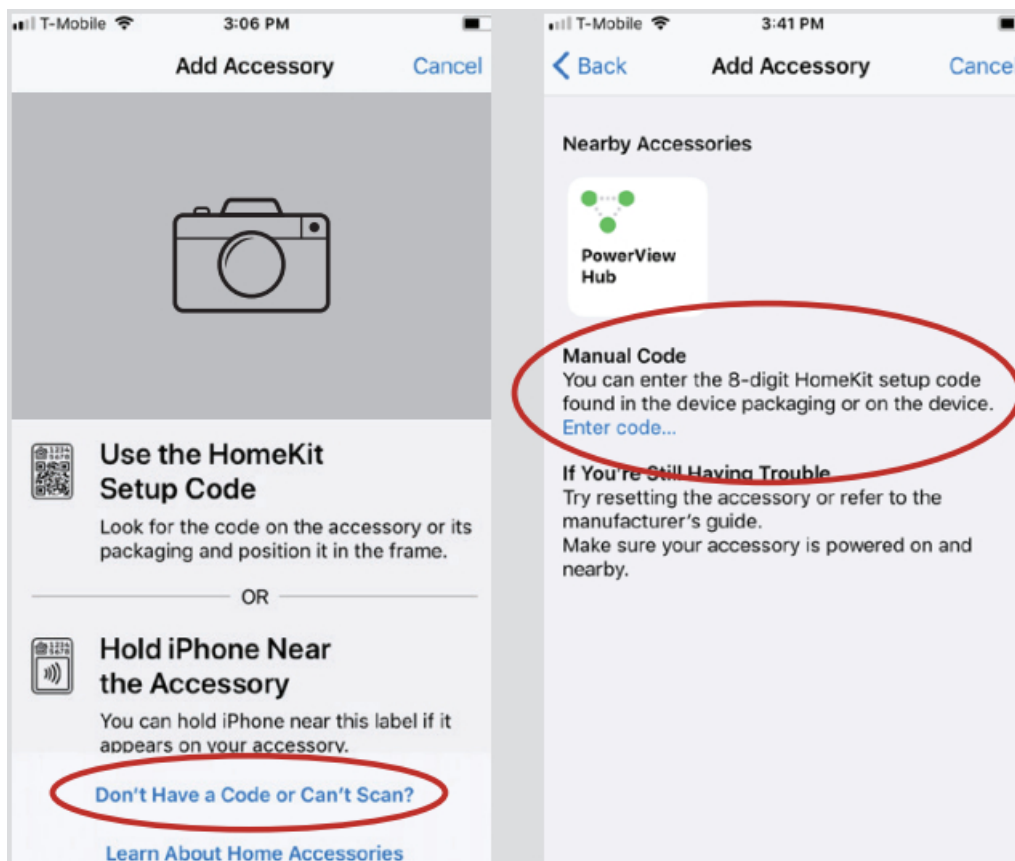 T-Mobile
3:06 PM
Add Accessory
Cancel
Use the HomeKit
Setup Code
Look for the code on the accessory or its
packaging and position it in the frame.
OR
Hold iPhone Near
the Accessory
You can hold iPhone near this label if it
appears on your accessory.
Don't Have a Code or Can't Scan?
Learn About Home Accessories
T-Mobile
3:41 PM
Back
Add Accessory
Cancel
Nearby Accessories
PowerView
Hub
Manual Code
You can enter the 8-digit HomeKit setup code
found in the device packaging or on the device.
Enter code...
If You're Still Having Trouble
Try resetting the accessory or refer to the
manufacturer's guide.
Make sure your accessory is powered on and
nearby.